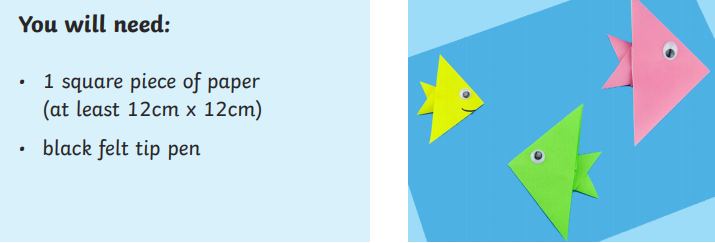 You will need:
• 1 square piece of paper
(at least 12cm x 12cm)
• black felt tip pen